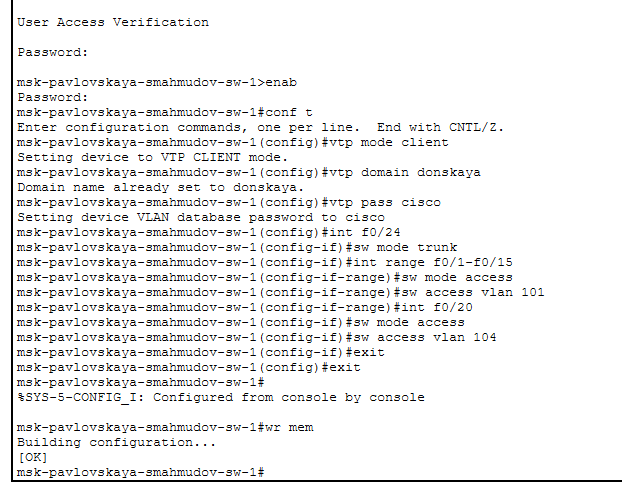 User Access Verification
Password:
msk-pavlovskaya-smahmudov-sw-1>enab
Password:
msk-pavlovskaya-smahmudov-sw-1#conf t
Enter configuration commands, one per line.  End with CNTL/Z.
msk-pavlovskaya-smahmudov-sw-1(config)#vtp mode client
Setting device to VTP CLIENT mode.
msk-pavlovskaya-smahmudov-sw-1(config)#vtp domain donskaya
Domain name already set to donskaya.
msk-pavlovskaya-smahmudov-sw-1(config)#vtp pass cisco
Setting device VLAN database password to cisco
msk-pavlovskaya-smahmudov-sw-1(config)#int f0/24
msk-pavlovskaya-smahmudov-sw-1(config-if)#sw mode trunk
msk-pavlovskaya-smahmudov-sw-1(config-if)#int range f0/1-f0/15
msk-pavlovskaya-smahmudov-sw-1(config-if-range)#sw mode access
msk-pavlovskaya-smahmudov-sw-1(config-if-range)#sw access vlan 101
msk-pavlovskaya-smahmudov-sw-1(config-if-range)#int f0/20
msk-pavlovskaya-smahmudov-sw-1(config-if)#sw mode access
msk-pavlovskaya-smahmudov-sw-1(config-if)#sw access vlan 104
msk-pavlovskaya-smahmudov-sw-1(config-if)#exit
msk-pavlovskaya-smahmudov-sw-1(config)#exit
msk-pavlovskaya-smahmudov-sw-1#
%SYS-5-CONFIG_I: Configured from console by console
msk-pavlovskaya-smahmudov-sw-1#wr mem
Building configuration...
[OK]
msk-pavlovskaya-smahmudov-sw-1#